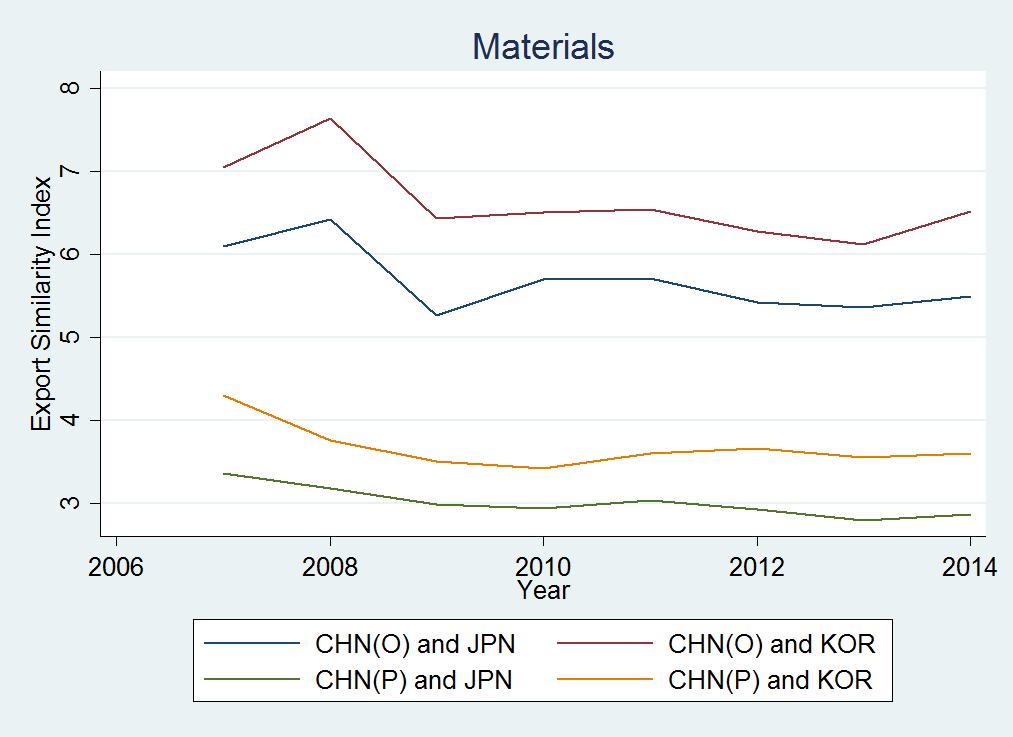 Materials
Export Similarity Index
8
7
6
5
4
3
2006 2008 2010 2012 2014
Year
CHN(O) and JPN CHN(O) and KOR
CHN(P) and JPN CHN(P) and KOR